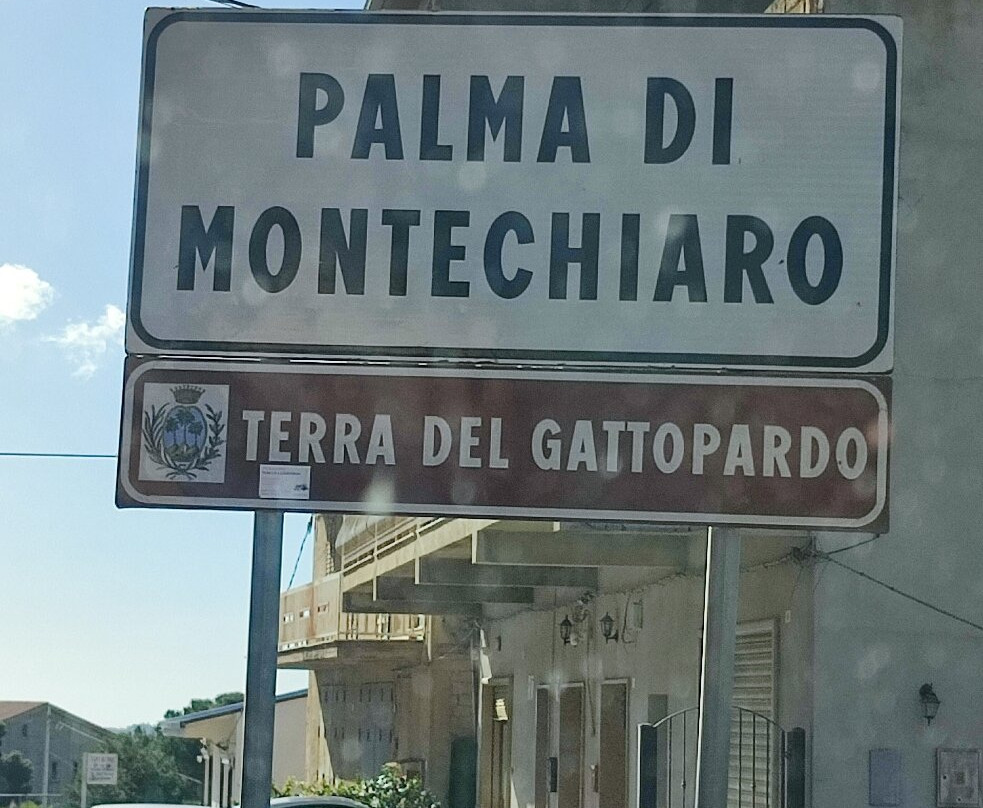 PALMA DI
MONTECHIARO
TERRA DEL GATTOPARDO